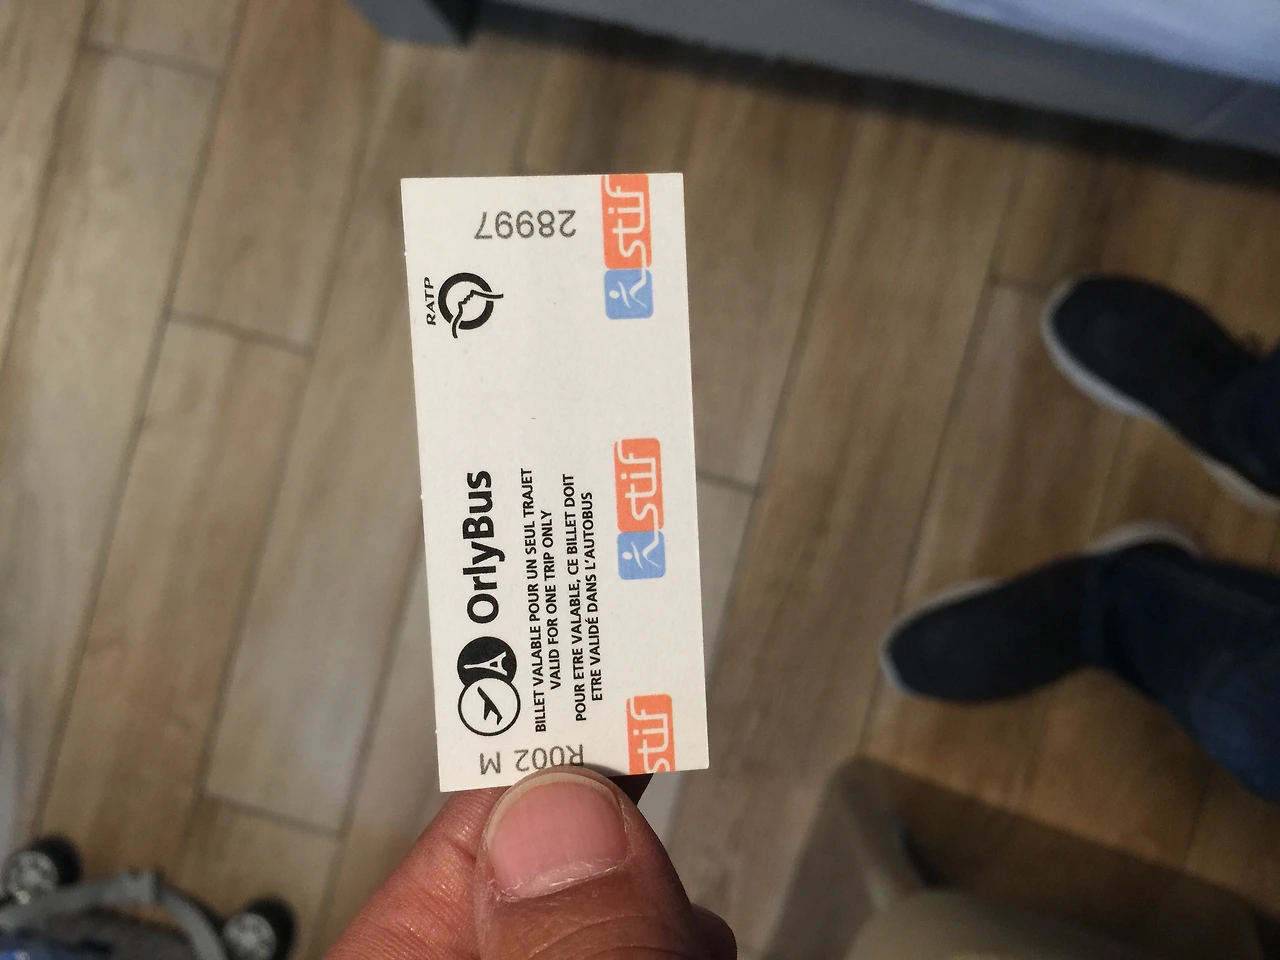 28997
RATP
stif
OrlyBus
BILLET VALABLE POUR UN SEUL TRAJET
VALID FOR ONE TRIP ONLY
POUR ETRE VALABLE, CE BILLET DOIT
ETRE VALIDÉ DANS L'AUTOBUS
stif
R002 M
stif